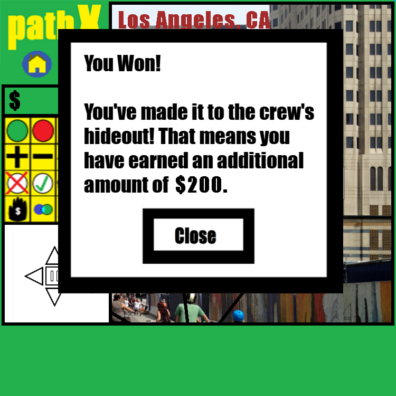 pathX
Los Angeles, CA
$
You Won!
You've made it to the crew's
hideout! That means you
have earned an additional
amount of $200.
Close